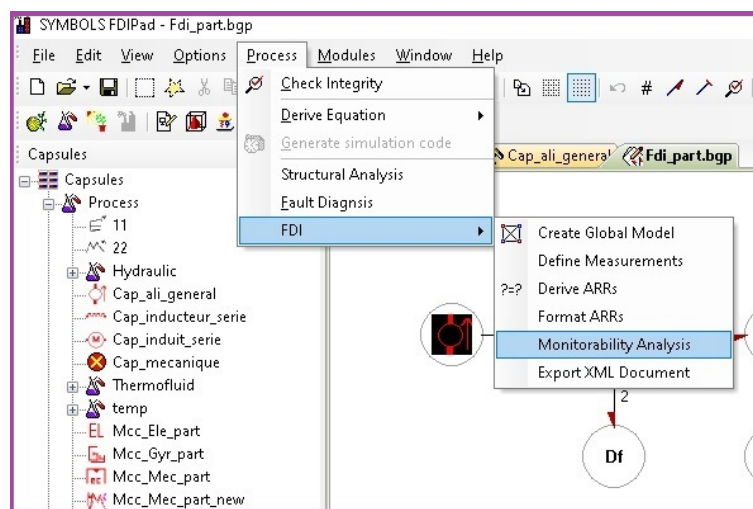 SYMBOLS FDIPad - Fdi_part.bgp
File Edit View Options Process Modules Window Help
Check Integrity
Derive Equation
Generate simulation code
Structural Analysis
Fault Diagnsis
FDI
Create Global Model
Define Measurements
?=? Derive ARRs
Format ARRs
Monitorability Analysis
Export XML Document
#
Cap_ali_general
Fdi_part.bgp
Capsules
Capsules
Process
11
22
Hydraulic
Cap_ali_general
Cap_inducteur_serie
Cap_induit_serie
Cap_mecanique
Thermofluid
temp
EL Mcc_Ele_part
Mcc_Gyr_part
Mcc_Mec_part
Mcc_Mec_part_new
2
Df